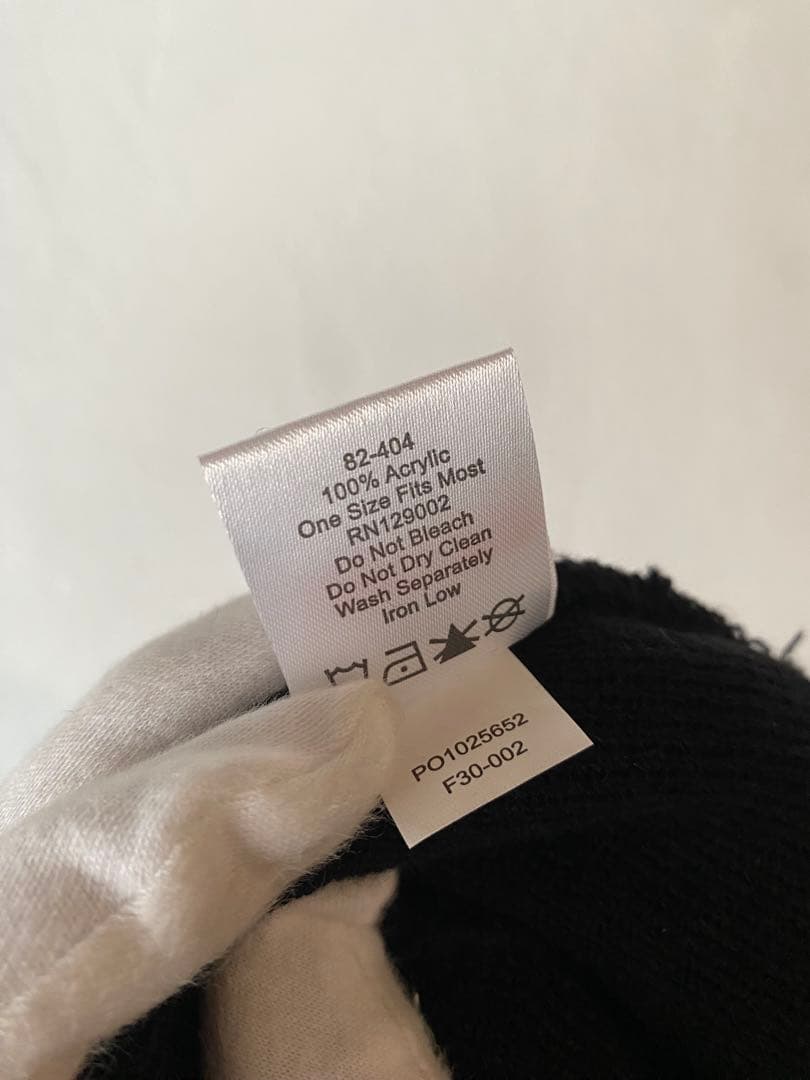 82-404
100% Acrylic
One Size Fits Most
RN129002
Do Not Bleach
Do Not Dry Clean
Wash Separately
Iron Low
PO1025652
F30-002